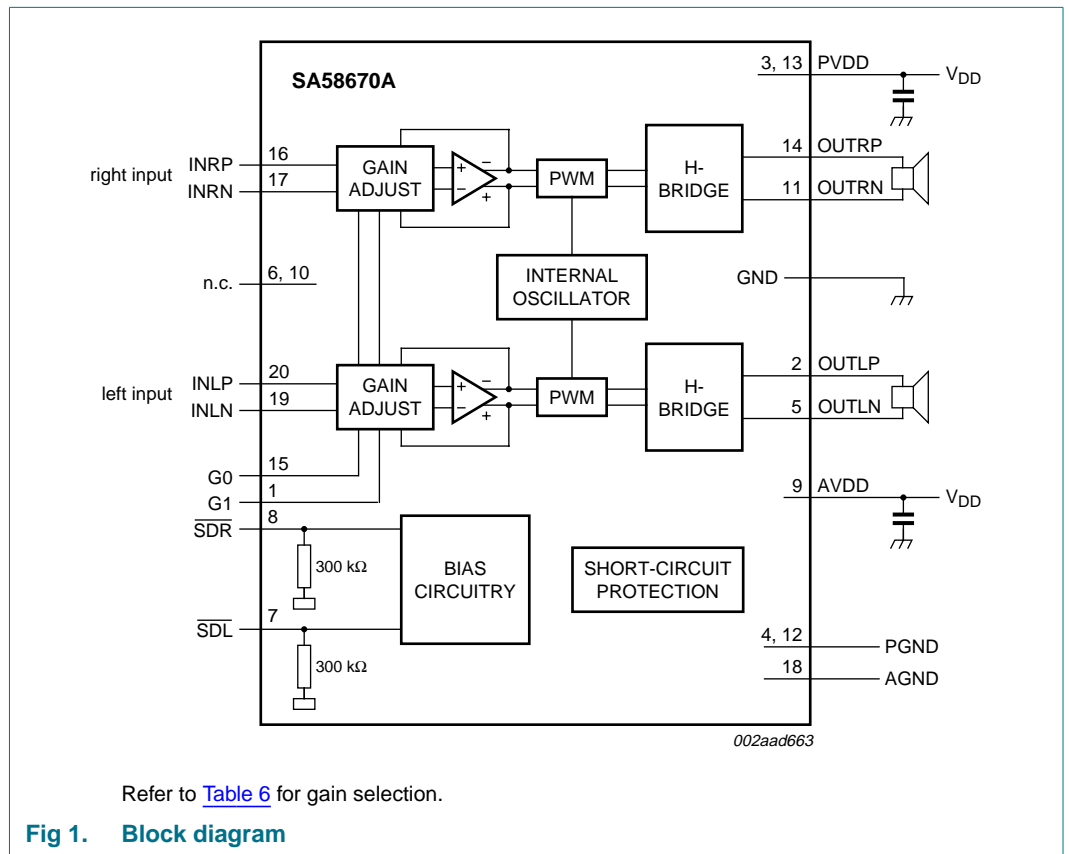 SA58670A
3, 13 PVDD
VDD
right input
INRP 16
INRN 17
GAIN ADJUST
+ −
− +
PWM
H-BRIDGE
14 OUTRP
11 OUTRN
n.c. 6, 10
INTERNAL OSCILLATOR
GND
left input
INLP 20
INLN 19
GAIN ADJUST
+ −
− +
PWM
H-BRIDGE
2 OUTLP
5 OUTLN
G0 15
G1 1
9 AVDD
VDD
SDR 8
300 kΩ
BIAS CIRCUITRY
SHORT-CIRCUIT PROTECTION
SDL 7
300 kΩ
4, 12 PGND
18 AGND
002aad663
Refer to Table 6 for gain selection.
Fig 1. Block diagram